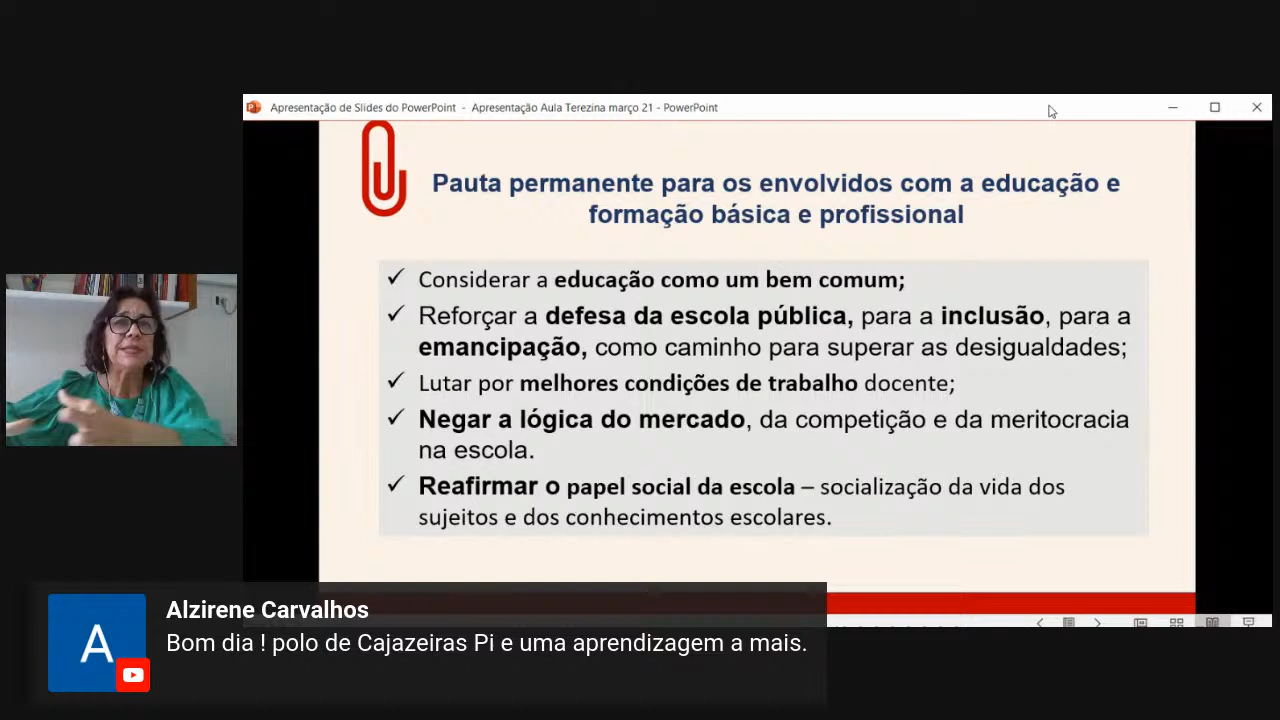 Apresentação de Slides do PowerPoint - Apresentação Aula Terezina março 21 - PowerPoint
Pauta permanente para os envolvidos com a educação e
formação básica e profissional
✓ Considerar a educação como um bem comum;
✓ Reforçar a defesa da escola pública, para a inclusão, para a
emancipação, como caminho para superar as desigualdades;
✓ Lutar por melhores condições de trabalho docente;
✓ Negar a lógica do mercado, da competição e da meritocracia
na escola.
✓ Reafirmar o papel social da escola – socialização da vida dos
sujeitos e dos conhecimentos escolares.
A
Alzirene Carvalhos
Bom dia ! polo de Cajazeiras Pi e uma aprendizagem a mais.